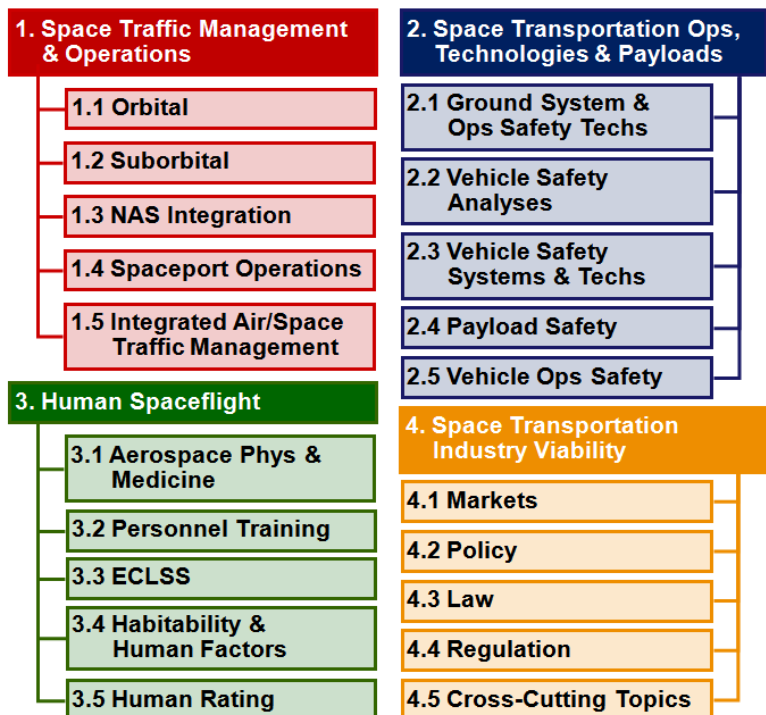 1. Space Traffic Management
& Operations
1.1 Orbital
1.2 Suborbital
1.3 NAS Integration
1.4 Spaceport Operations
1.5 Integrated Air/Space
Traffic Management
2. Space Transportation Ops,
Technologies & Payloads
2.1 Ground System &
Ops Safety Techs
2.2 Vehicle Safety
Analyses
2.3 Vehicle Safety
Systems & Techs
2.4 Payload Safety
2.5 Vehicle Ops Safety
3. Human Spaceflight
3.1 Aerospace Phys &
Medicine
3.2 Personnel Training
3.3 ECLSS
3.4 Habitability &
Human Factors
3.5 Human Rating
4. Space Transportation
Industry Viability
4.1 Markets
4.2 Policy
4.3 Law
4.4 Regulation
4.5 Cross-Cutting Topics